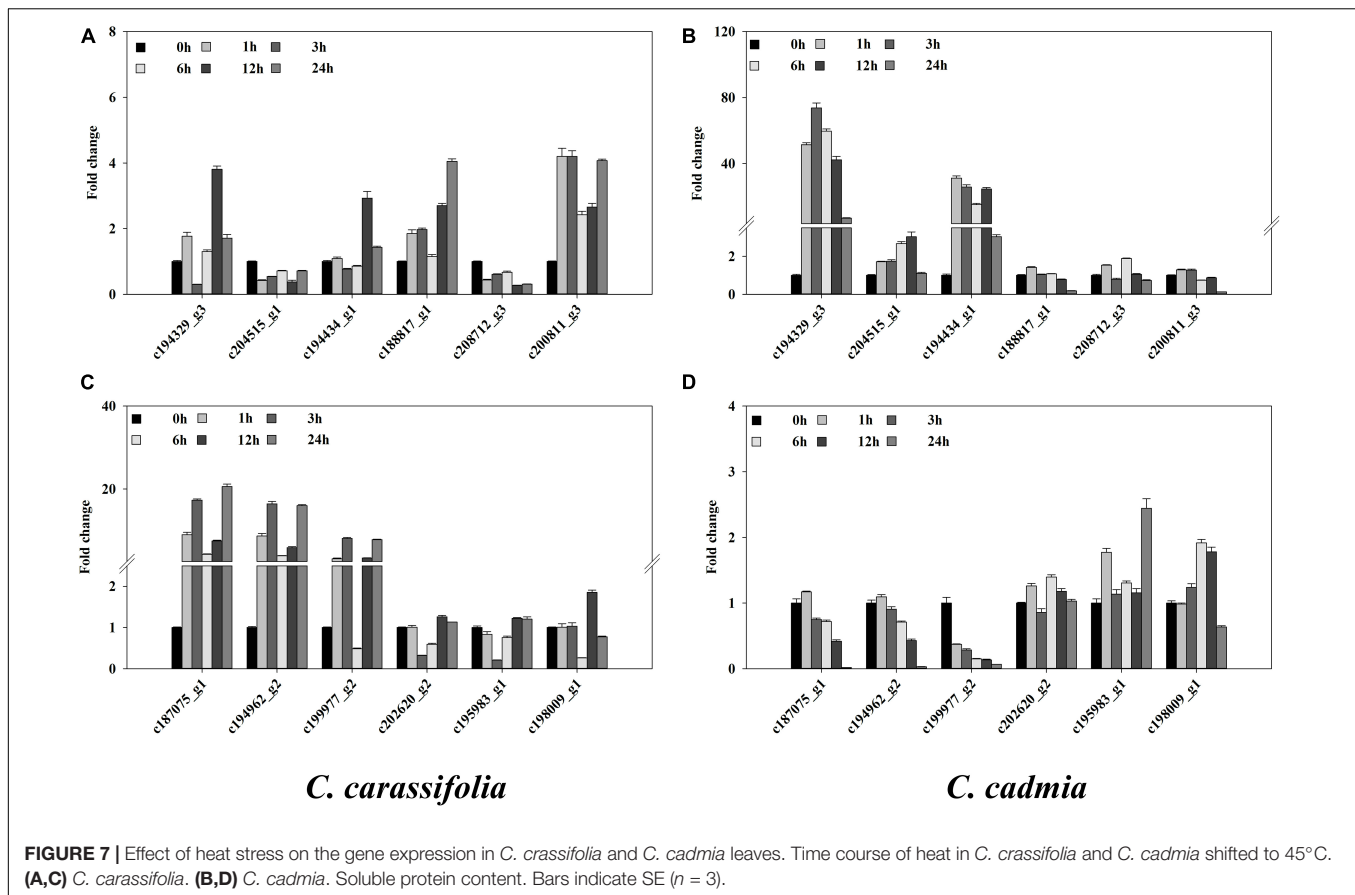 A
8
6
4
2
0
Fold change
0h 1h 3h
6h 12h 24h
c194329_g3
c204515_g1
c194434_g1
c188817_g1
c208712_g3
c200811_g3
B
120
80
40
2
0
Fold change
0h 1h 3h
6h 12h 24h
c194329_g3
c204515_g1
c194434_g1
c188817_g1
c208712_g3
c200811_g3
C
40
20
2
1
0
Fold change
0h 1h 3h
6h 12h 24h
c187075_g1
c194962_g2
c199977_g2
c202620_g2
c195983_g1
c198009_g1
D
4
3
2
1
0
Fold change
0h 1h 3h
6h 12h 24h
c187075_g1
c194962_g2
c199977_g2
c202620_g2
c195983_g1
c198009_g1
C. carassifolia
C. cadmia
FIGURE 7 | Effect of heat stress on the gene expression in C. crassifolia and C. cadmia leaves. Time course of heat in C. crassifolia and C. cadmia shifted to 45°C.
(A,C) C. carassifolia. (B,D) C. cadmia. Soluble protein content. Bars indicate SE (n = 3).